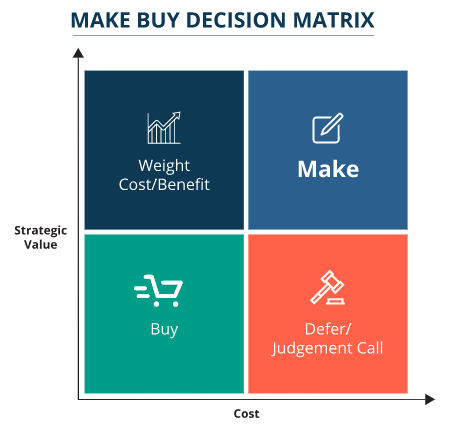 MAKE BUY DECISION MATRIX
Weight
Cost/Benefit
Make
Strategic
Value
Buy
Defer/
Judgement Call
Cost